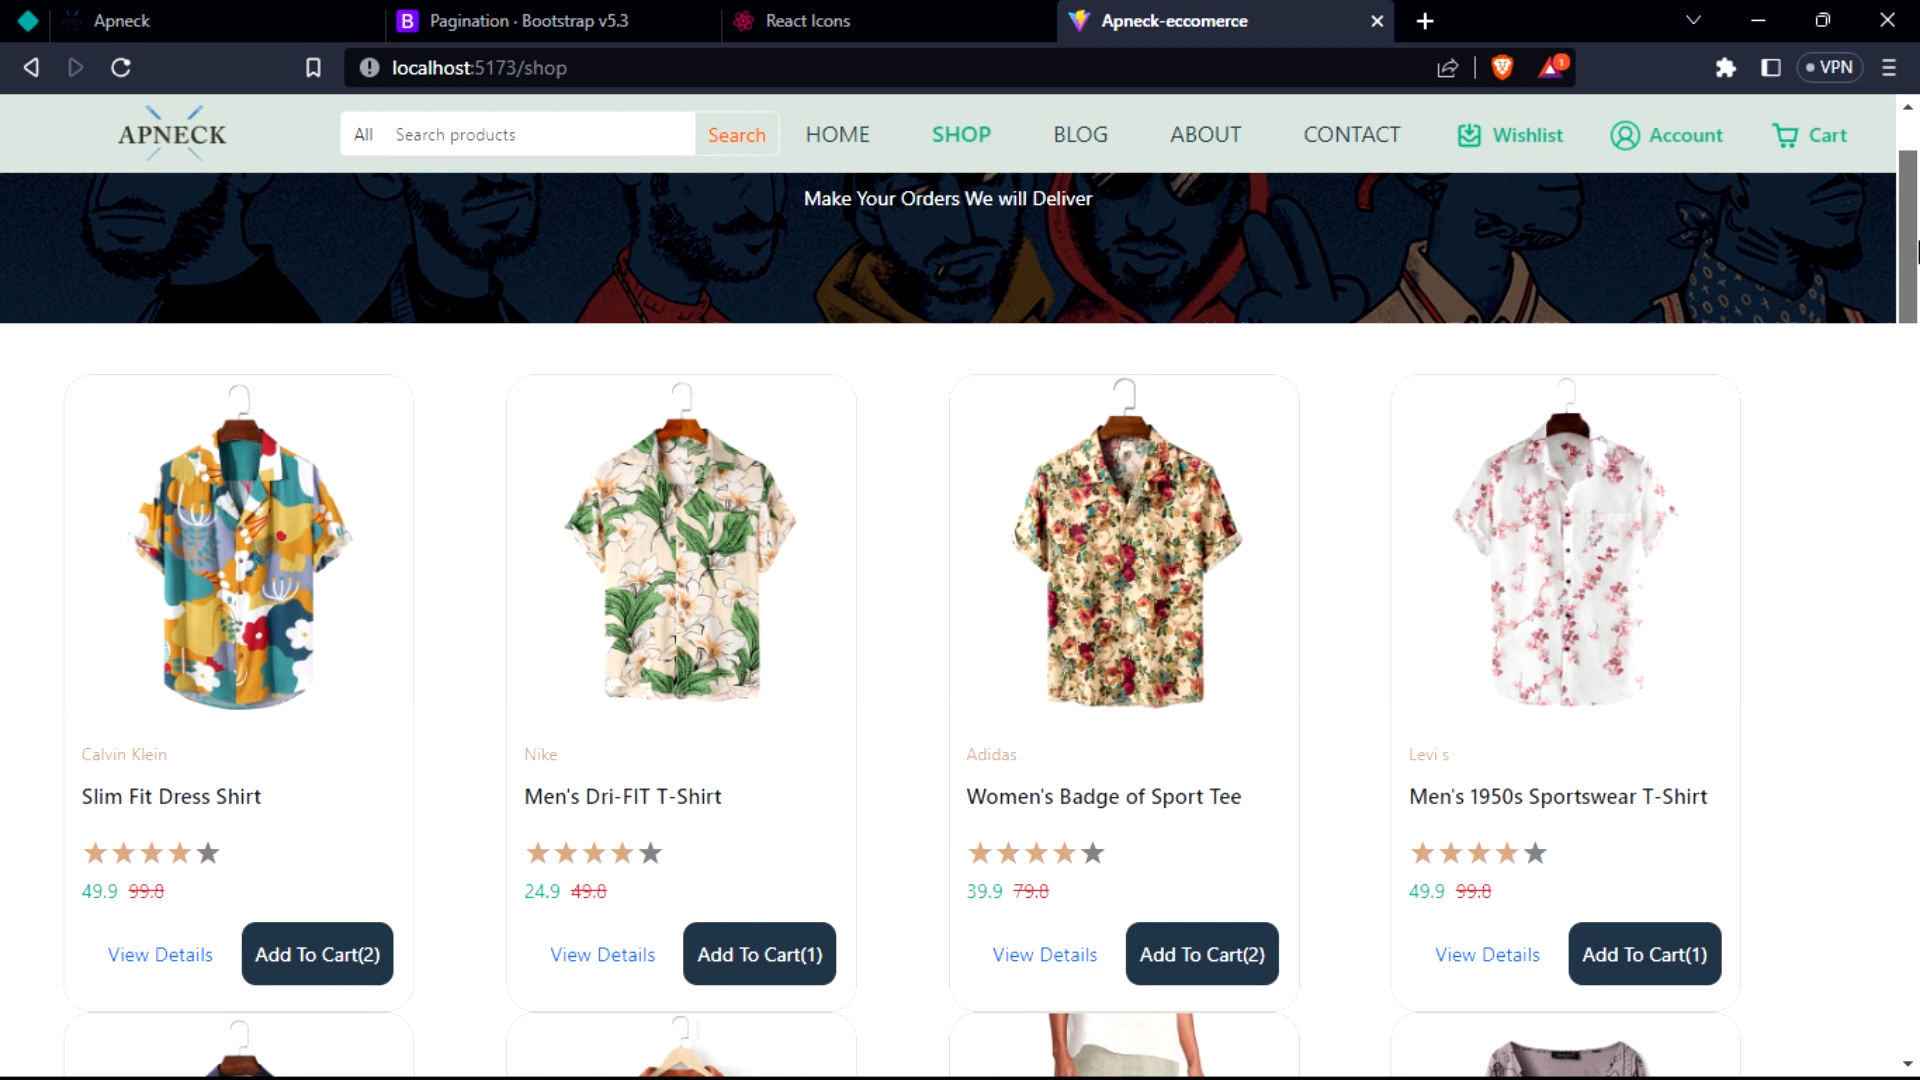 Apneck
Pagination · Bootstrap v5.3
React Icons
Apneck-eccomerce
localhost:5173/shop
1
VPN
APNECK
All
Search products
Search
HOME
SHOP
BLOG
ABOUT
CONTACT
Wishlist
Account
Cart
Make Your Orders We will Deliver
Calvin Klein
Slim Fit Dress Shirt
49.9 99.8
View Details
Add To Cart(2)
Nike
Men's Dri-FIT T-Shirt
24.9 49.8
View Details
Add To Cart(1)
Adidas
Women's Badge of Sport Tee
39.9 79.8
View Details
Add To Cart(2)
Levi s
Men's 1950s Sportswear T-Shirt
49.9 99.8
View Details
Add To Cart(1)